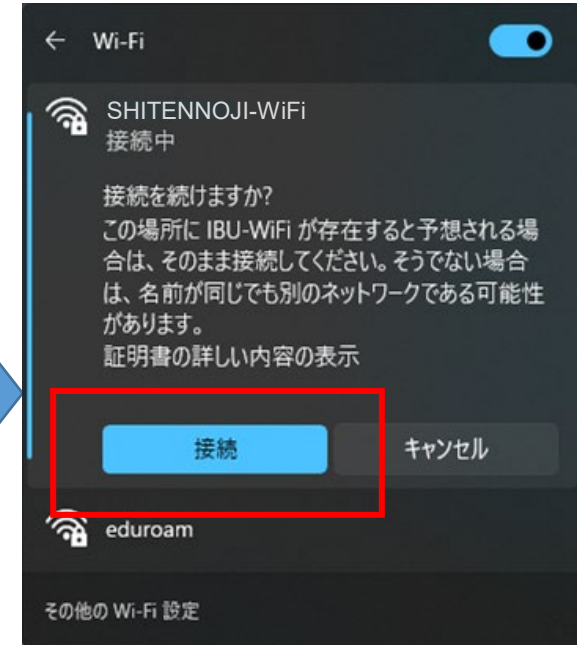 ← Wi-Fi
SHITENNOJI-WiFi
接続中
接続を続けますか?
この場所に IBU-WiFi が存在すると予想される場
合は、そのまま接続してください。そうでない場合
は、名前が同じでも別のネットワークである可能性
があります。
証明書の詳しい内容の表示
接続 キャンセル
eduroam
その他の Wi-Fi 設定